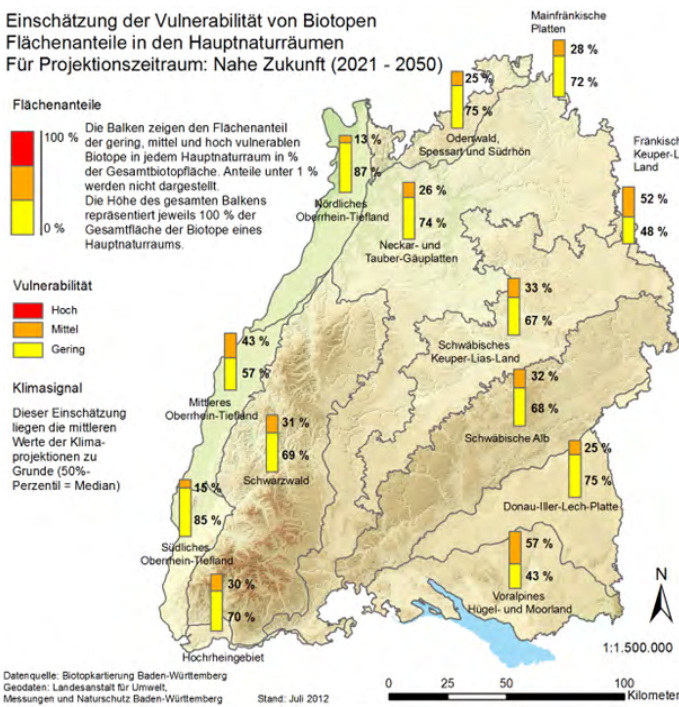 Einschätzung der Vulnerabilität von Biotopen
Flächenanteile in den Hauptnaturräumen
Für Projektionszeitraum: Nahe Zukunft (2021 - 2050)
Flächenanteile
100 %
0 %
Die Balken zeigen den Flächenanteil
der gering, mittel und hoch vulnerablen
Biotope in jedem Hauptnaturraum in %
der Gesamtbiotopfläche. Anteile unter 1 %
werden nicht dargestellt.
Die Höhe des gesamten Balkens
repräsentiert jeweils 100 % der
Gesamtfläche der Biotope eines
Hauptnaturraums.
Vulnerabilität
Hoch
Mittel
Gering
Klimasignal
Dieser Einschätzung
liegen die mittleren
Werte der Klima-
projektionen zu
Grunde (50%-
Perzentil = Median)
Mainfränkische
Platten
28 %
72 %
25 %
75 %
Odenwald,
Spessart und Südrhön
13 %
87 %
Nördliches
Oberrhein-Tiefland
26 %
74 %
Neckar- und
Tauber-Gäuplatten
Fränkisch
Keuper-Li
Land
52 %
48 %
33 %
67 %
Schwäbisches
Keuper-Lias-Land
43 %
57 %
Mittleres
Oberrhein-Tiefland
32 %
68 %
Schwäbische Alb
31 %
69 %
Schwarzwald
25 %
75 %
Donau-Iller-Lech-Platte
15 %
85 %
Südliches
Oberrhein-Tiefland
57 %
43 %
Voralpines
Hügel- und Moorland
30 %
70 %
Hochrheingebiet
N
1:1.500.000
Datenquelle: Biotopkartierung Baden-Württemberg
Geodaten: Landesanstalt für Umwelt,
Messungen und Naturschutz Baden-Württemberg Stand: Juli 2012
0 25 50 100
Kilometer